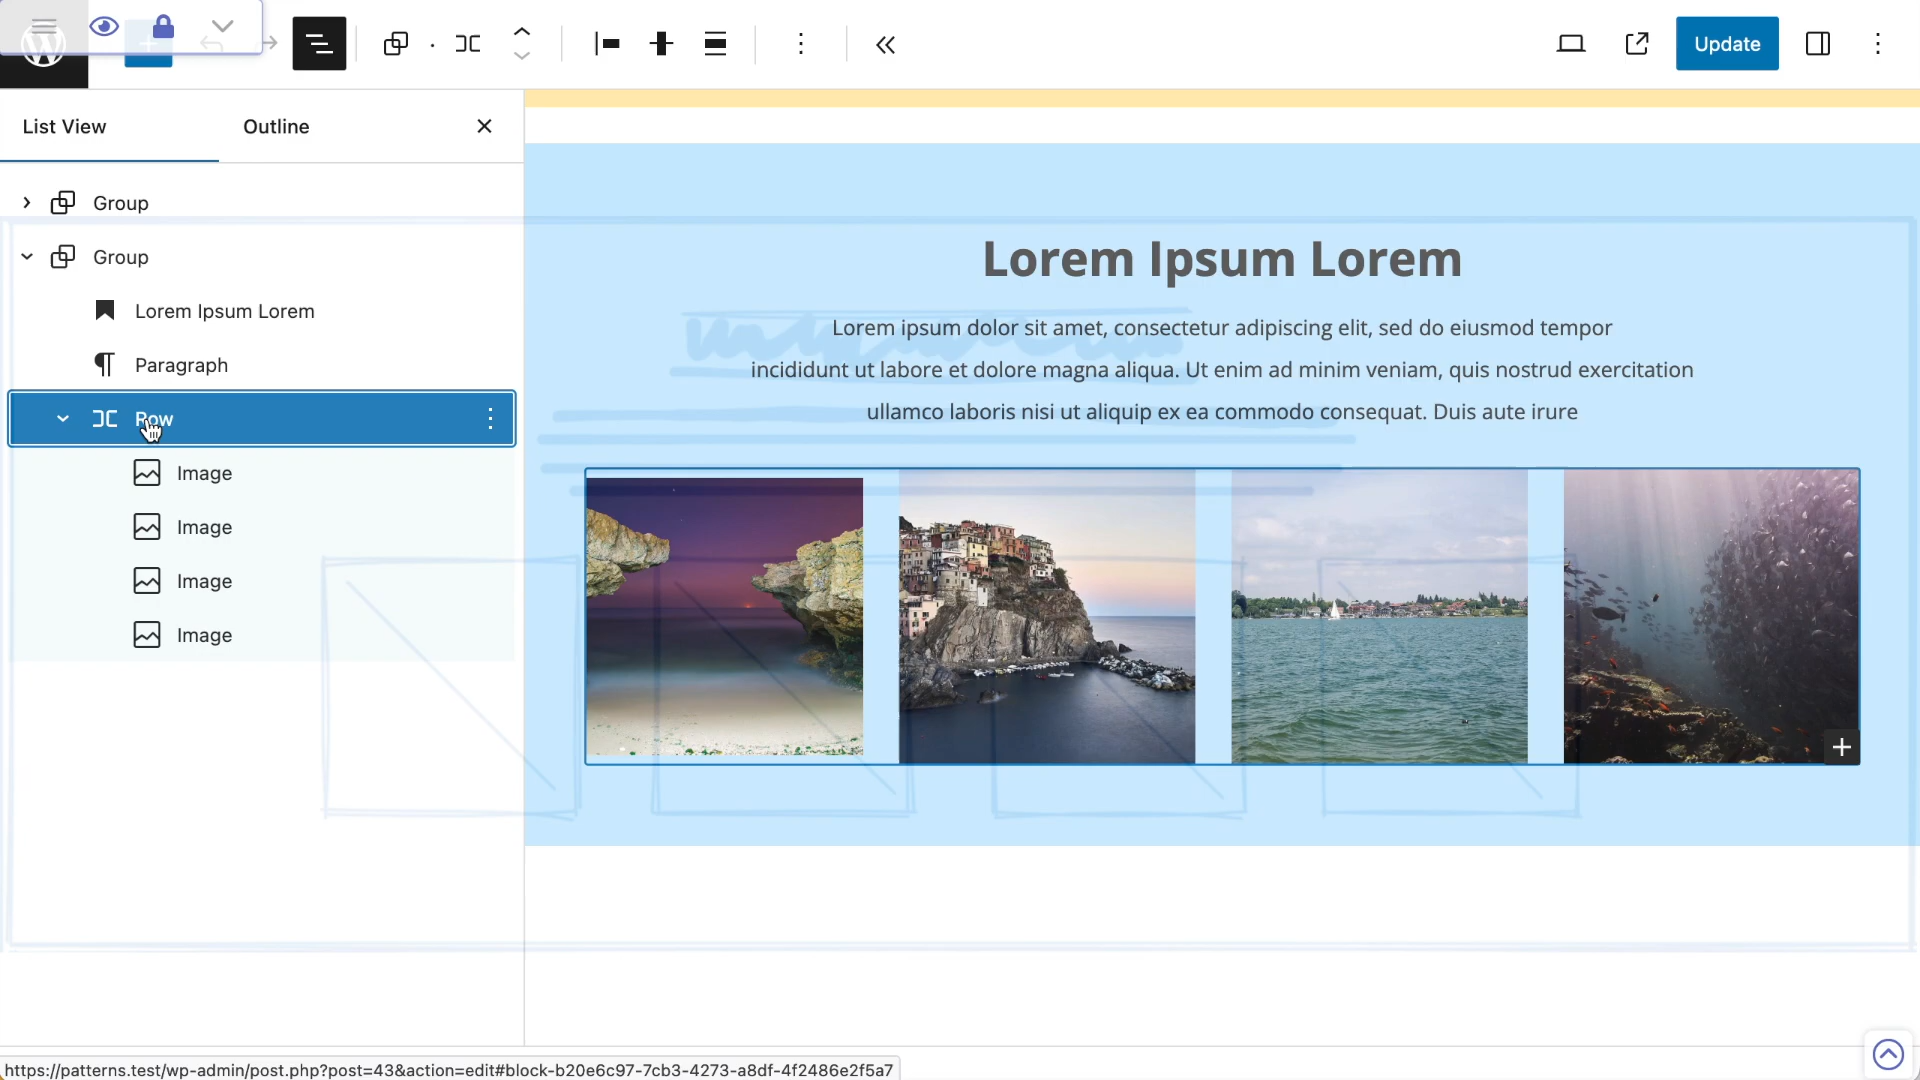 Update
List View
Outline
Group
Group
Lorem Ipsum Lorem
Paragraph
Row
Image
Image
Image
Image
Lorem Ipsum Lorem
Lorem ipsum dolor sit amet, consectetur adipiscing elit, sed do eiusmod tempor
incididunt ut labore et dolore magna aliqua. Ut enim ad minim veniam, quis nostrud exercitation
ullamco laboris nisi ut aliquip ex ea commodo consequat. Duis aute irure
https://patterns.test/wp-admin/post.php?post=43&action=edit#block-b20e6c97-7cb3-4273-a8df-4f2486e2f5a7